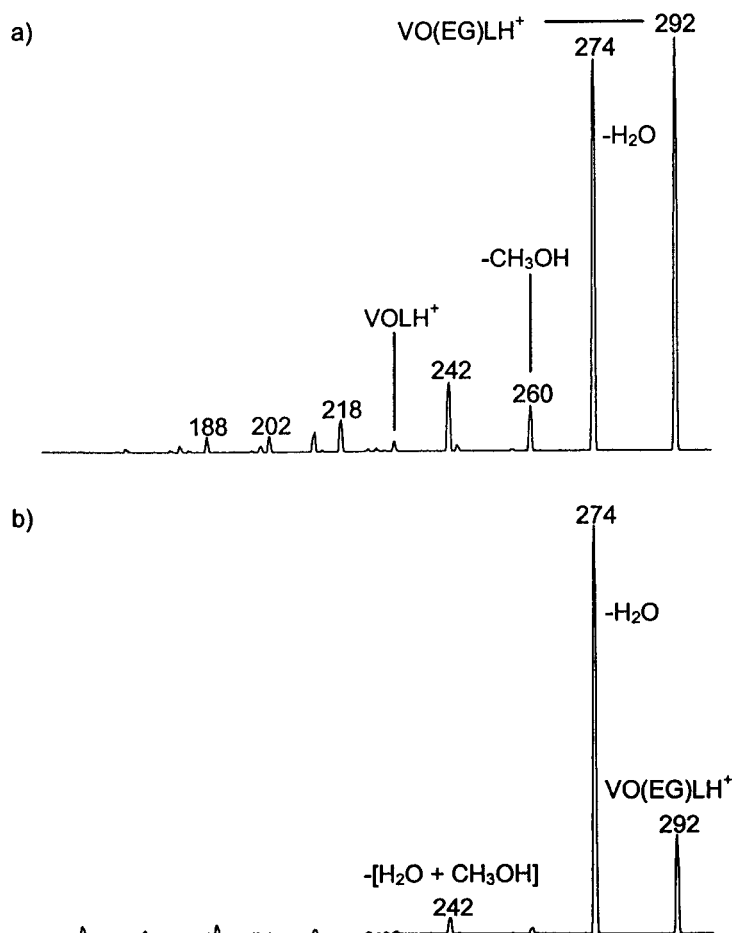 a)
VO(EG)LH⁺
292
274
-H₂O
-CH₃OH
VOLH⁺
242
260
188
202
218
b)
274
-H₂O
VO(EG)LH⁺
292
-[H₂O + CH₃OH]
242